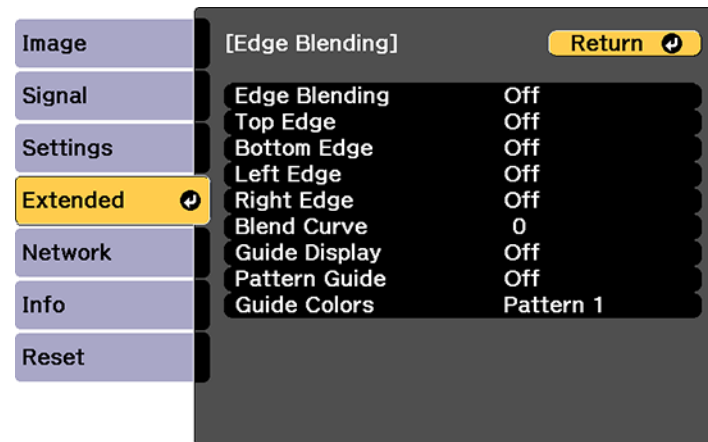 Image
Signal
Settings
Extended
Network
Info
Reset
[Edge Blending] Return
Edge Blending Off
Top Edge Off
Bottom Edge Off
Left Edge Off
Right Edge Off
Blend Curve 0
Guide Display Off
Pattern Guide Off
Guide Colors Pattern 1